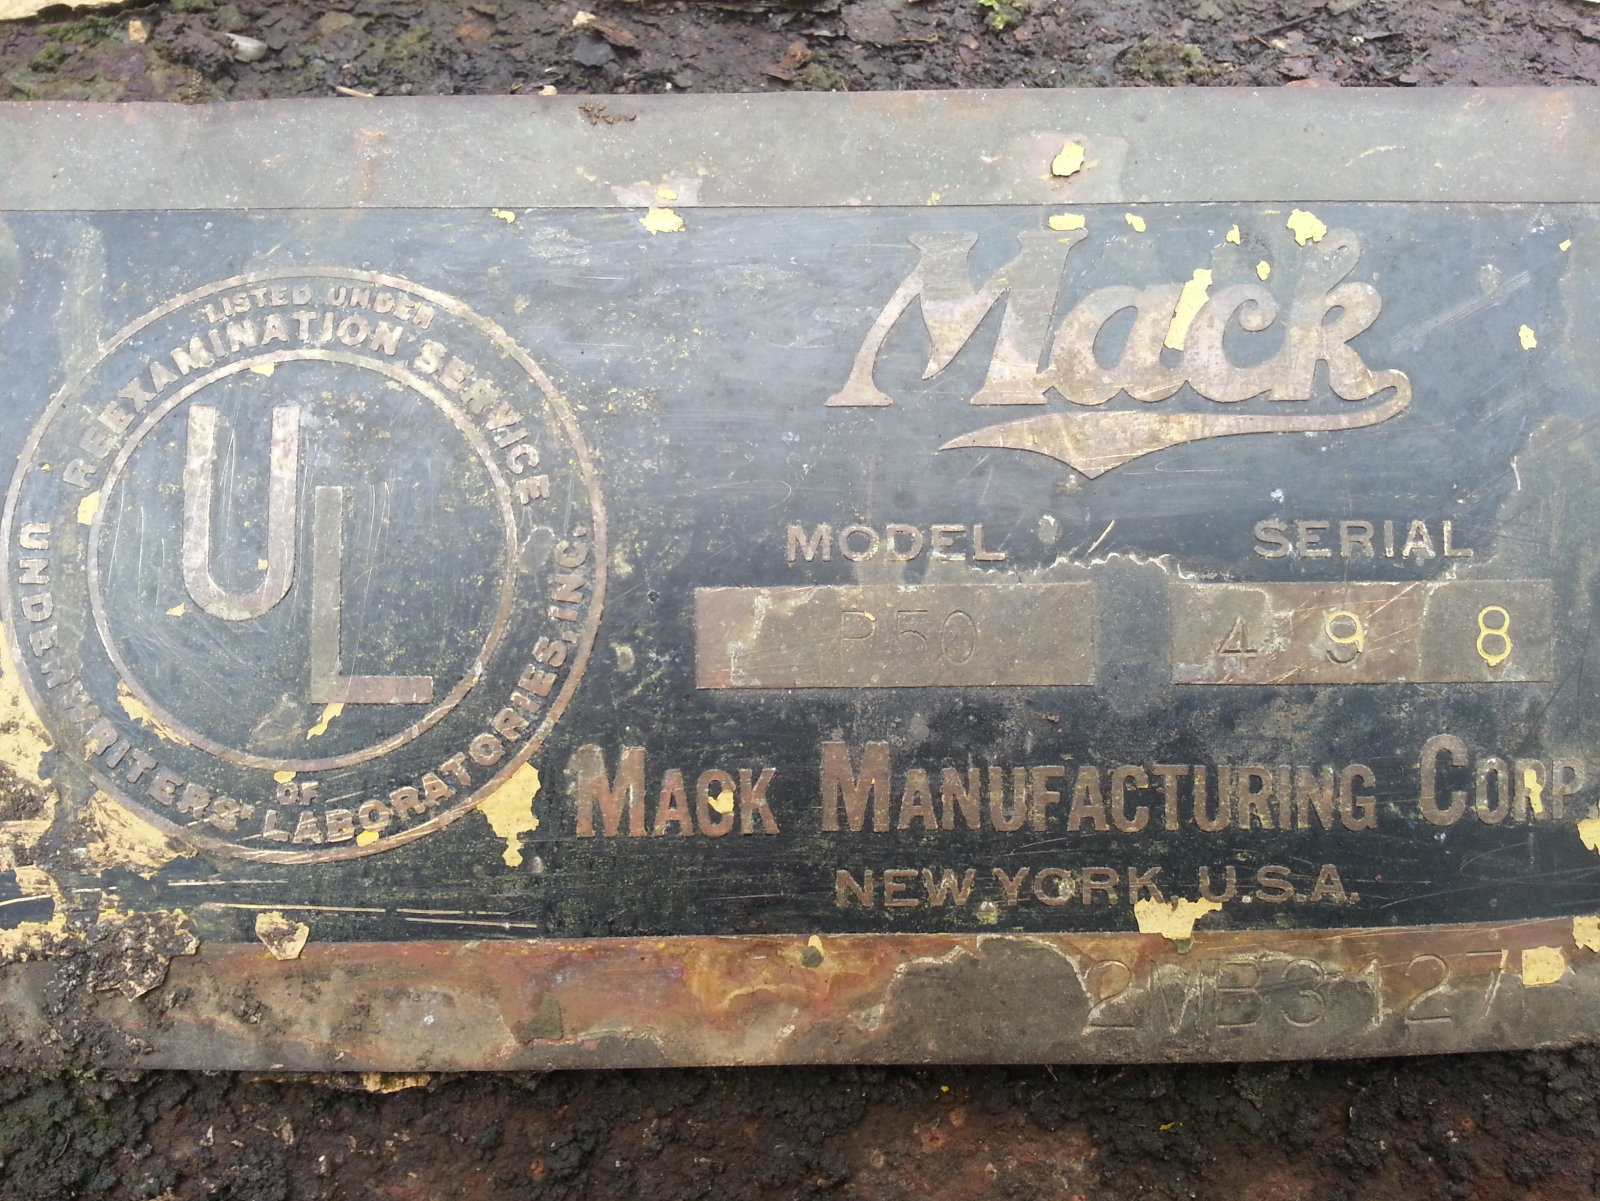 LISTED UNDER
REEXAMINATION SERVICE
UL
OF
UNDERWRITERS' LABORATORIES, INC.
Mack
MODEL SERIAL
P50 498
MACK MANUFACTURING CORP
NEW YORK, U.S.A.
2MB3127